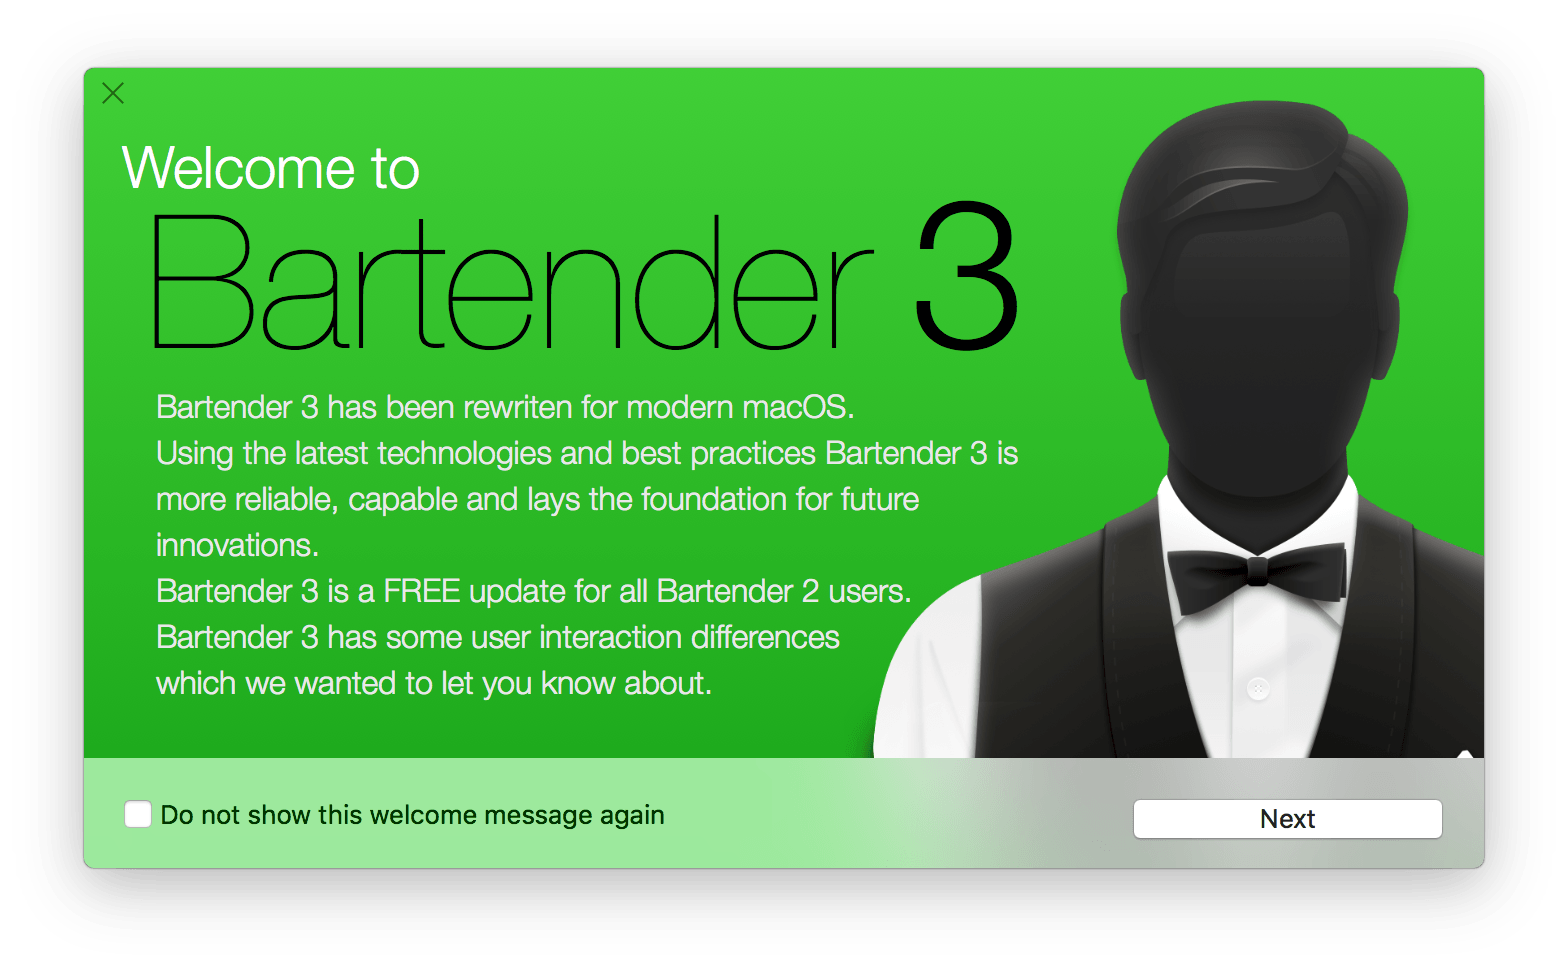 Welcome to
Bartender 3
Bartender 3 has been rewriten for modern macOS.
Using the latest technologies and best practices Bartender 3 is
more reliable, capable and lays the foundation for future
innovations.
Bartender 3 is a FREE update for all Bartender 2 users.
Bartender 3 has some user interaction differences
which we wanted to let you know about.
Do not show this welcome message again
Next